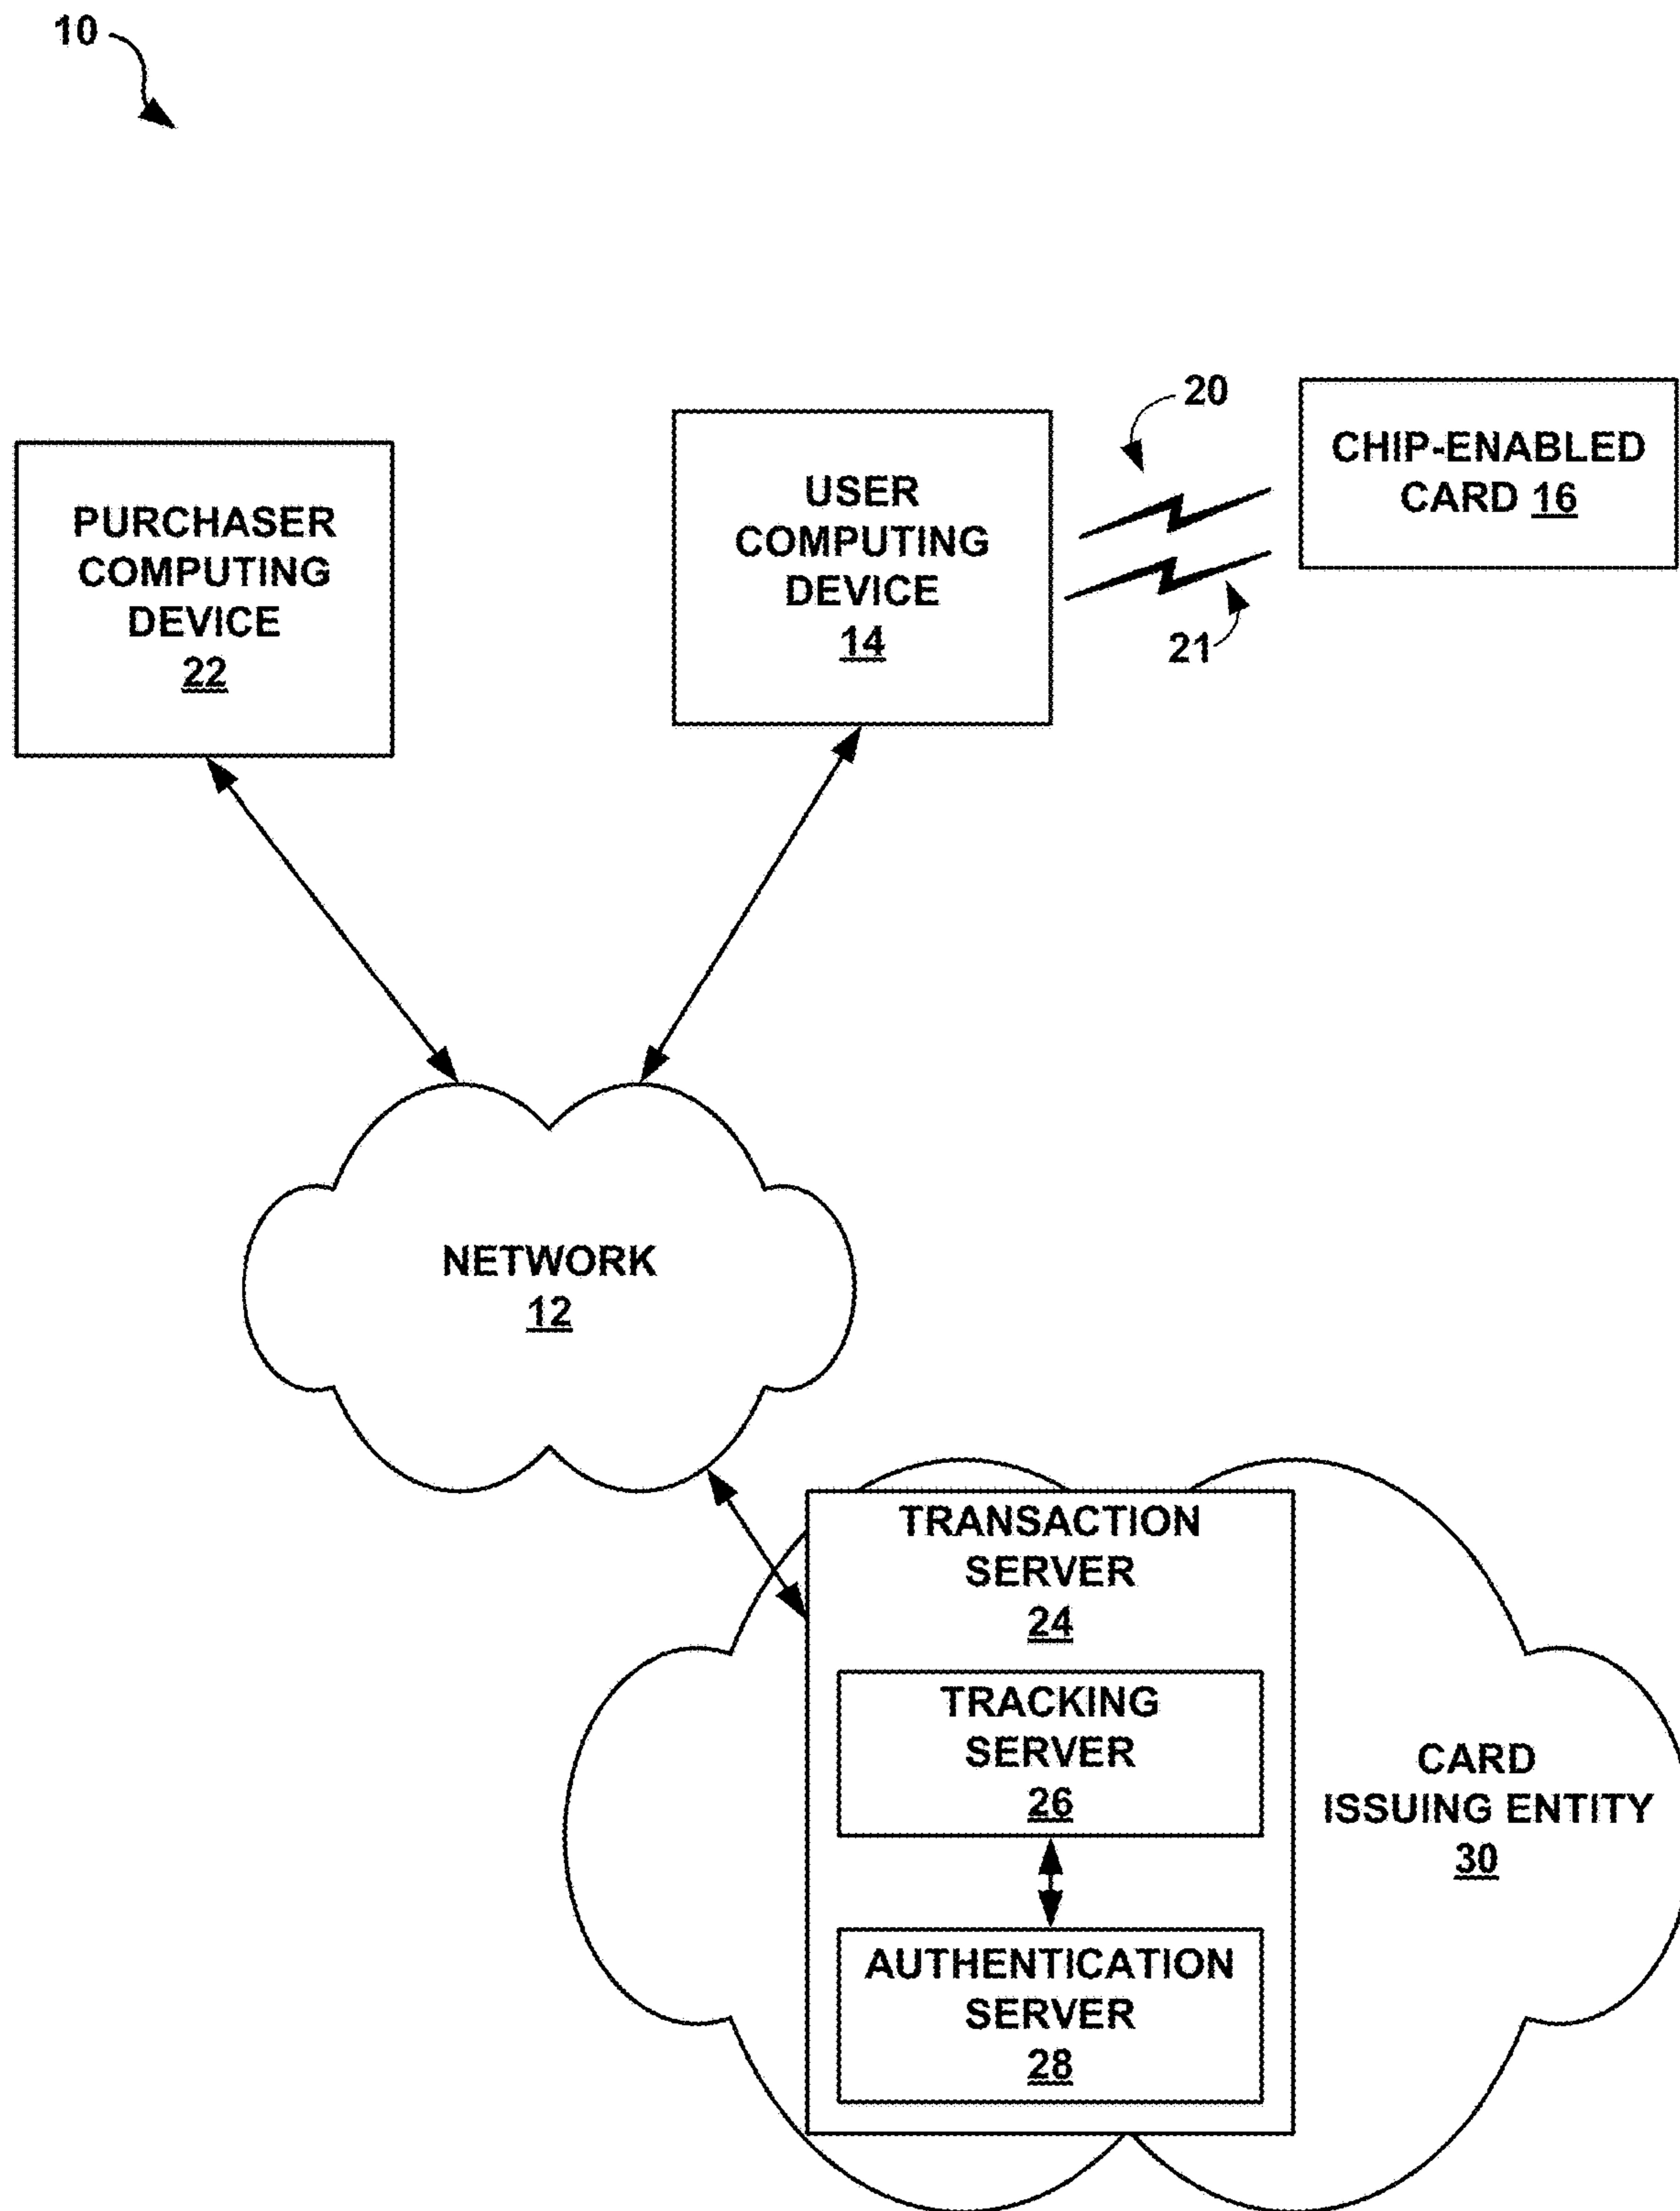 10
20
CHIP-ENABLED
CARD 16
PURCHASER
COMPUTING
DEVICE
22
USER
COMPUTING
DEVICE
14
21
NETWORK
12
TRANSACTION
SERVER
24
TRACKING
SERVER
26
CARD
ISSUING ENTITY
30
AUTHENTICATION
SERVER
28